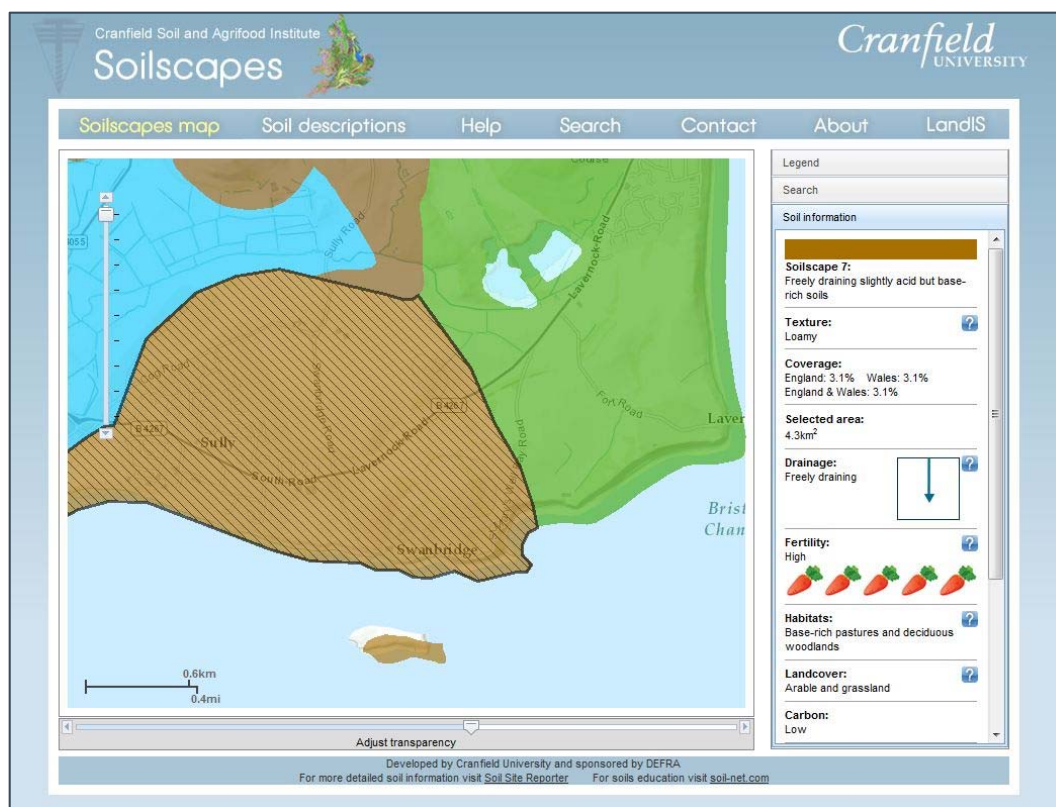 Cranfield Soil and Agrifood Institute
Soilscapes
Cranfield
UNIVERSITY
Soilscapes map Soil descriptions Help Search Contact About LandIS
Course
Sully Road
Lavernock-Road
Fort Road
B 4267
B 4267
Sully
South-Road
Lavernock-Road
Swanbridge
Laver
Brist
Chan
0.6km
0.4mi
Adjust transparency
Legend
Search
Soil information
Soilscape 7:
Freely draining slightly acid but base-
rich soils
Texture:
Loamy
Coverage:
England: 3.1% Wales: 3.1%
England & Wales: 3.1%
Selected area:
4.3km²
Drainage:
Freely draining
Fertility:
High
Habitats:
Base-rich pastures and deciduous
woodlands
Landcover:
Arable and grassland
Carbon:
Low
Developed by Cranfield University and sponsored by DEFRA
For more detailed soil information visit Soil Site Reporter For soils education visit soil-net.com